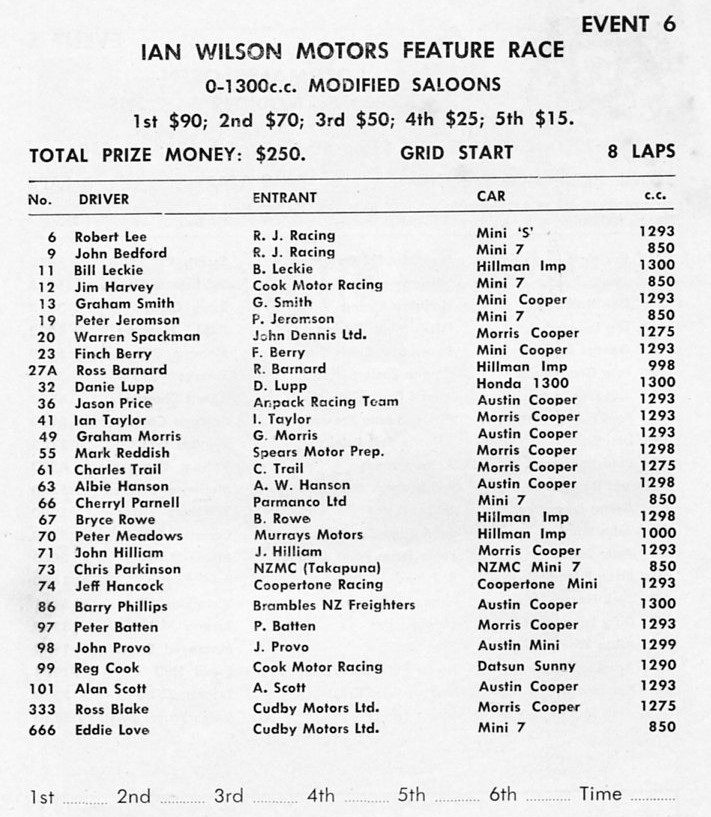 EVENT 6
IAN WILSON MOTORS FEATURE RACE
0-1300c.c. MODIFIED SALOONS
1st $90; 2nd $70; 3rd $50; 4th $25; 5th $15.
TOTAL PRIZE MONEY: $250. GRID START 8 LAPS
No. DRIVER ENTRANT CAR c.c.
6 Robert Lee R. J. Racing Mini 'S' 1293
9 John Bedford R. J. Racing Mini 7 850
11 Bill Leckie B. Leckie Hillman Imp 1300
12 Jim Harvey Cook Motor Racing Mini 7 850
13 Graham Smith G. Smith Mini Cooper 1293
19 Peter Jeromson P. Jeromson Mini 7 850
20 Warren Spackman John Dennis Ltd. Morris Cooper 1275
23 Finch Berry F. Berry Mini Cooper 1293
27A Ross Barnard R. Barnard Hillman Imp 998
32 Danie Lupp D. Lupp Honda 1300 1300
36 Jason Price Anpack Racing Team Austin Cooper 1293
41 Ian Taylor I. Taylor Morris Cooper 1293
49 Graham Morris G. Morris Austin Cooper 1293
55 Mark Reddish Spears Motor Prep. Morris Cooper 1298
61 Charles Trail C. Trail Morris Cooper 1275
63 Albie Hanson A. W. Hanson Austin Cooper 1298
66 Cherryl Parnell Parmanco Ltd Mini 7 850
67 Bryce Rowe B. Rowe Hillman Imp 1298
70 Peter Meadows Murrays Motors Hillman Imp 1000
71 John Hilliam J. Hilliam Morris Cooper 1293
73 Chris Parkinson NZMC (Takapuna) NZMC Mini 7 850
74 Jeff Hancock Coopertone Racing Coopertone Mini 1293
86 Barry Phillips Brambles NZ Freighters Austin Cooper 1300
97 Peter Batten P. Batten Morris Cooper 1293
98 John Provo J. Provo Austin Mini 1299
99 Reg Cook Cook Motor Racing Datsun Sunny 1290
101 Alan Scott A. Scott Austin Cooper 1293
333 Ross Blake Cudby Motors Ltd. Morris Cooper 1275
666 Eddie Love Cudby Motors Ltd. Mini 7 850
1st ........... 2nd ........... 3rd ........... 4th ........... 5th ........... 6th ........... Time ...........